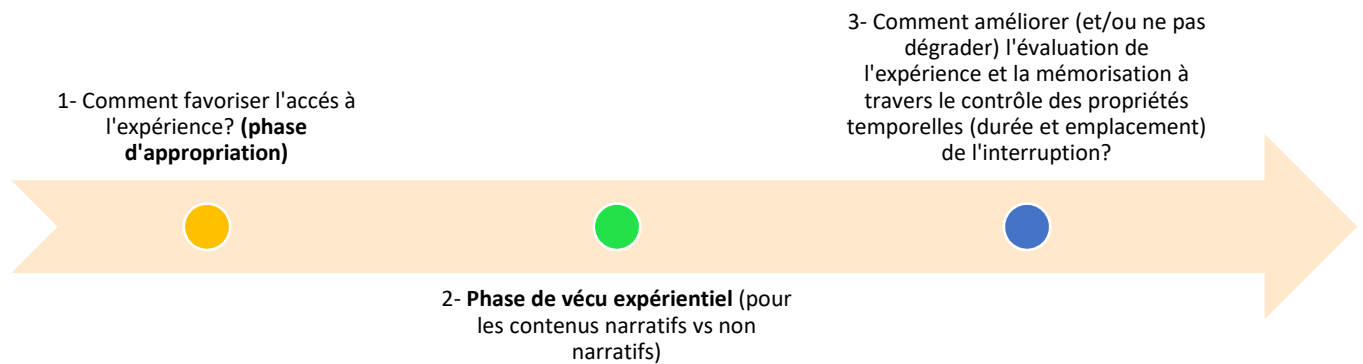 1- Comment favoriser l'accés à
l'expérience? (phase
d'appropriation)
2- Phase de vécu expérientiel (pour
les contenus narratifs vs non
narratifs)
3- Comment améliorer (et/ou ne pas
dégrader) l'évaluation de
l'expérience et la mémorisation à
travers le contrôle des propriétés
temporelles (durée et emplacement)
de l'interruption?